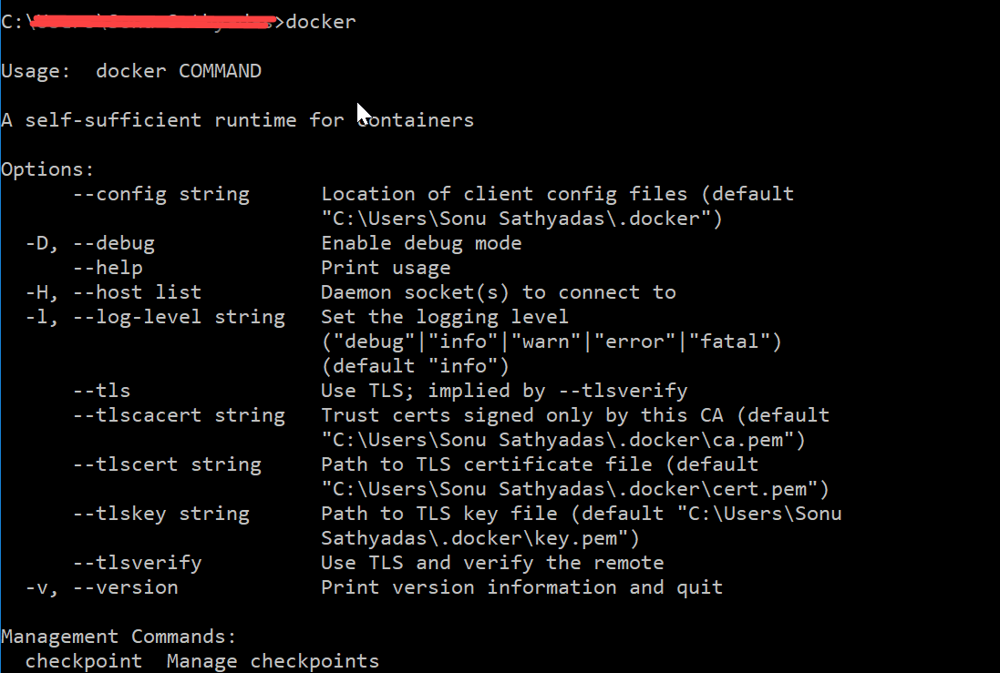 C:\>docker
Usage:  docker COMMAND
A self-sufficient runtime for containers
Options:
      --config string      Location of client config files (default
                           "C:\Users\Sonu Sathyadas\.docker")
  -D, --debug              Enable debug mode
      --help               Print usage
  -H, --host list          Daemon socket(s) to connect to
  -l, --log-level string   Set the logging level
                           ("debug"|"info"|"warn"|"error"|"fatal")
                           (default "info")
      --tls                Use TLS; implied by --tlsverify
      --tlscacert string   Trust certs signed only by this CA (default
                           "C:\Users\Sonu Sathyadas\.docker\ca.pem")
      --tlscert string     Path to TLS certificate file (default
                           "C:\Users\Sonu Sathyadas\.docker\cert.pem")
      --tlskey string      Path to TLS key file (default "C:\Users\Sonu
                           Sathyadas\.docker\key.pem")
      --tlsverify          Use TLS and verify the remote
  -v, --version            Print version information and quit
Management Commands:
  checkpoint  Manage checkpoints